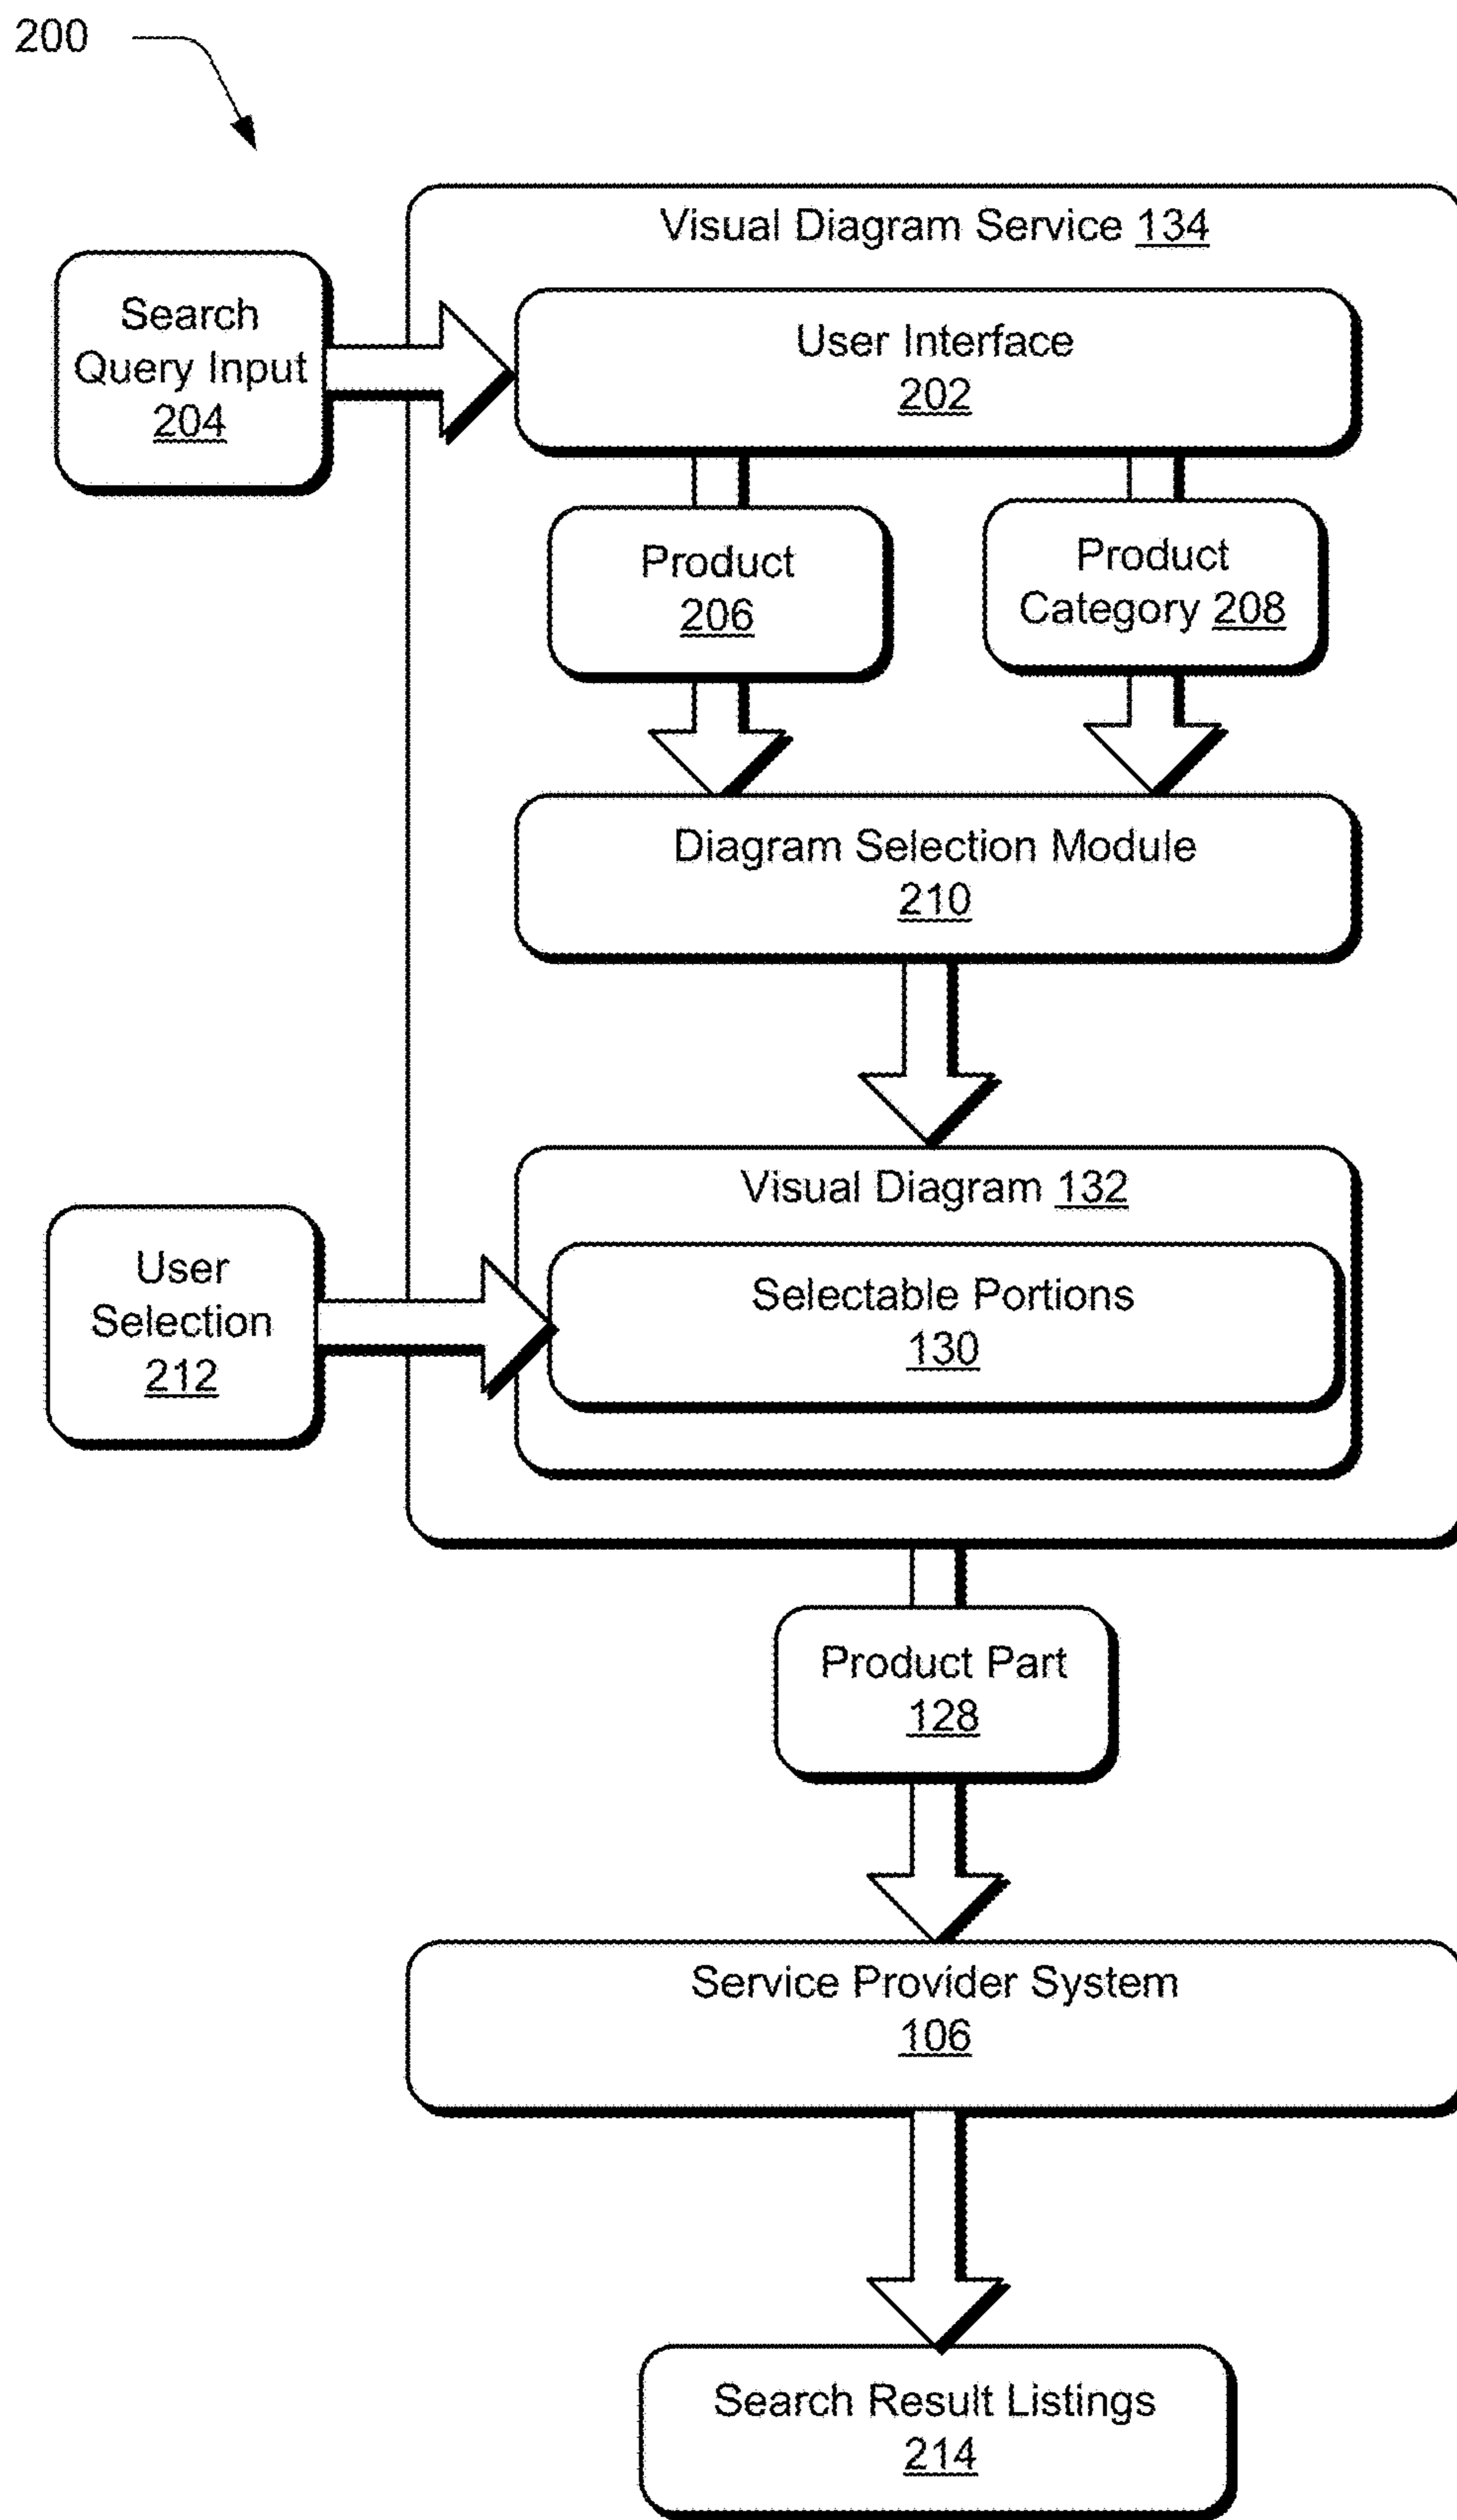 200
Visual Diagram Service 134
Search
Query Input
204
User Interface
202
Product
206
Product
Category 208
Diagram Selection Module
210
Visual Diagram 132
User
Selection
212
Selectable Portions
130
Product Part
128
Service Provider System
106
Search Result Listings
214